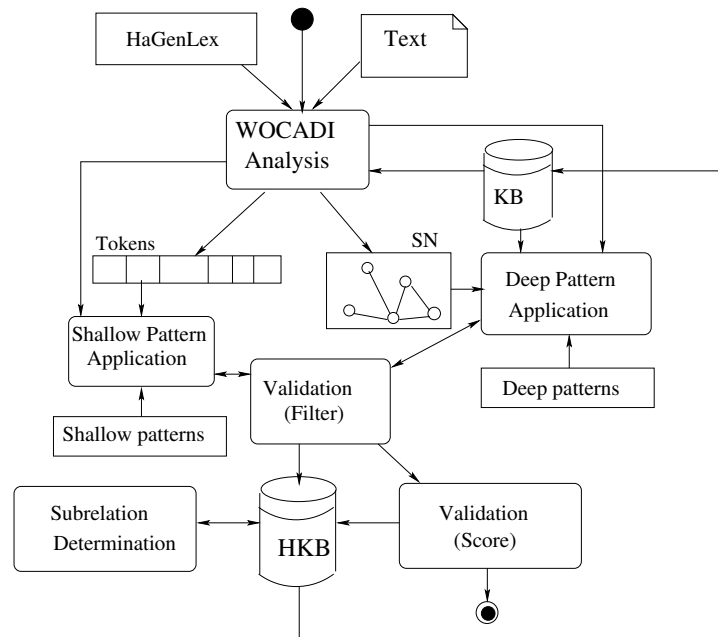 HaGenLex
Text
WOCADI
Analysis
KB
Tokens
SN
Deep Pattern
Application
Shallow Pattern
Application
Validation
(Filter)
Deep patterns
Shallow patterns
Subrelation
Determination
HKB
Validation
(Score)